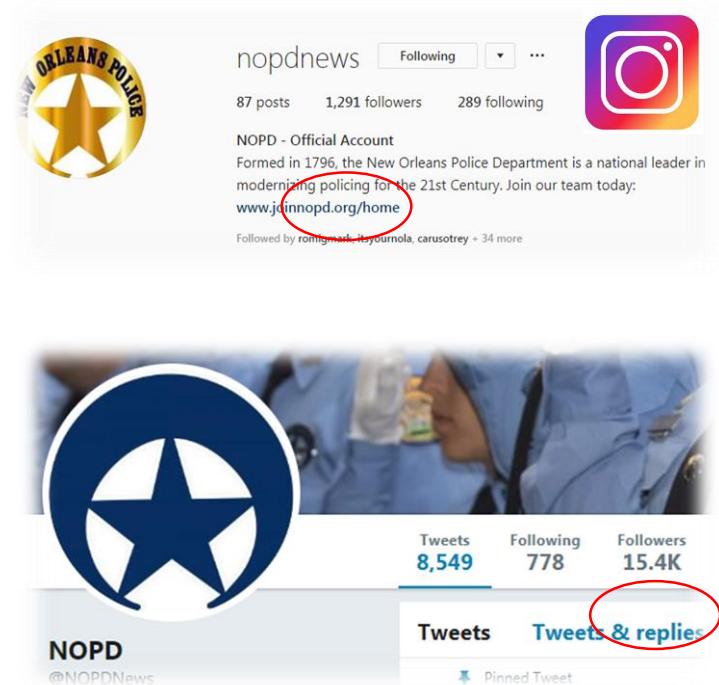 NEW ORLEANS POLICE
nopdnews Following
87 posts 1,291 followers 289 following
NOPD - Official Account
Formed in 1796, the New Orleans Police Department is a national leader in
modernizing policing for the 21st Century. Join our team today:
www.joinnopd.org/home
Followed by romigmark, itsyournola, carusotrey + 34 more
Tweets Following Followers
8,549 778 15.4K
Tweets Tweets & replies
NOPD
Pinned Tweet
@NOPDNews